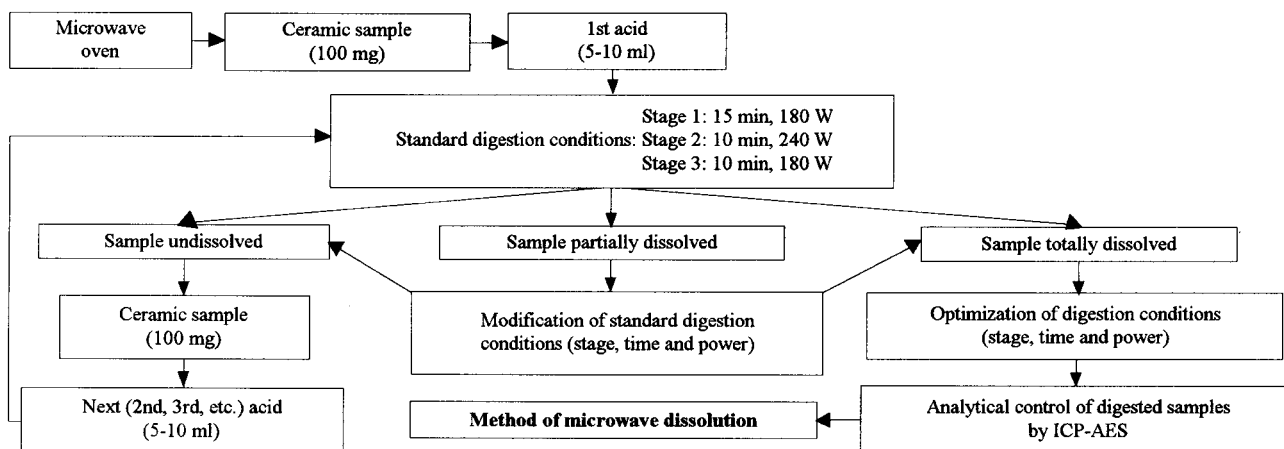 Microwave
oven
Ceramic sample
(100 mg)
1st acid
(5-10 ml)
Stage 1: 15 min, 180 W
Standard digestion conditions: Stage 2: 10 min, 240 W
Stage 3: 10 min, 180 W
Sample undissolved
Sample partially dissolved
Sample totally dissolved
Ceramic sample
(100 mg)
Modification of standard digestion
conditions (stage, time and power)
Optimization of digestion conditions
(stage, time and power)
Next (2nd, 3rd, etc.) acid
(5-10 ml)
Method of microwave dissolution
Analytical control of digested samples
by ICP-AES